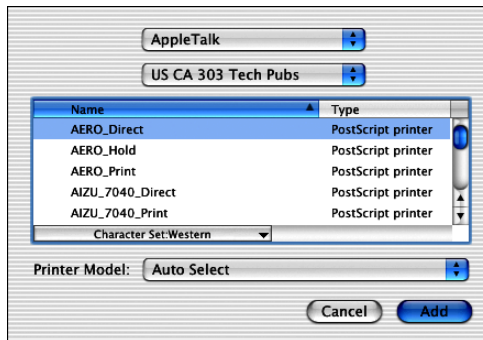 AppleTalk
US CA 303 Tech Pubs
Name Type
AERO_Direct PostScript printer
AERO_Hold PostScript printer
AERO_Print PostScript printer
AIZU_7040_Direct PostScript printer
AIZU_7040_Print PostScript printer
Character Set:Western
Printer Model: Auto Select
Cancel Add